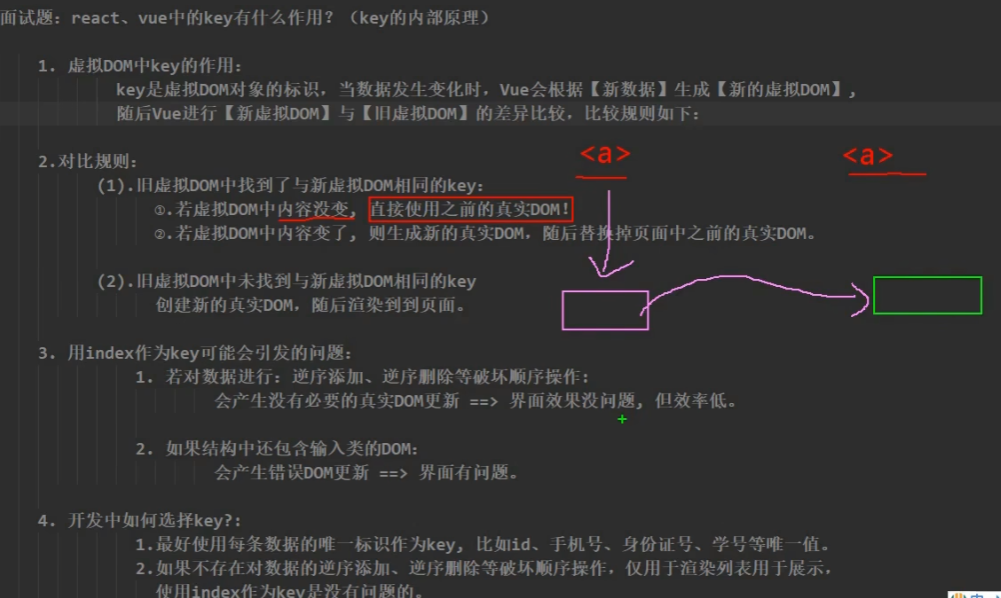 面试题：react、vue中的key有什么作用？（key的内部原理）
1. 虚拟DOM中key的作用：
key是虚拟DOM对象的标识，当数据发生变化时，Vue会根据【新数据】生成【新的虚拟DOM】，
随后Vue进行【新虚拟DOM】与【旧虚拟DOM】的差异比较，比较规则如下：
<a>
<a>
2.对比规则：
(1).旧虚拟DOM中找到了与新虚拟DOM相同的key：
①.若虚拟DOM中内容没变, 直接使用之前的真实DOM！
②.若虚拟DOM中内容变了, 则生成新的真实DOM，随后替换掉页面中之前的真实DOM。
(2).旧虚拟DOM中未找到与新虚拟DOM相同的key
创建新的真实DOM，随后渲染到到页面。
3. 用index作为key可能会引发的问题：
1. 若对数据进行：逆序添加、逆序删除等破坏顺序操作：
会产生没有必要的真实DOM更新 ==> 界面效果没问题, 但效率低。
2. 如果结构中还包含输入类的DOM：
会产生错误DOM更新 ==> 界面有问题。
4. 开发中如何选择key?:
1.最好使用每条数据的唯一标识作为key, 比如id、手机号、身份证号、学号等唯一值。
2.如果不存在对数据的逆序添加、逆序删除等破坏顺序操作，仅用于渲染列表用于展示，
使用index作为key是没有问题的。